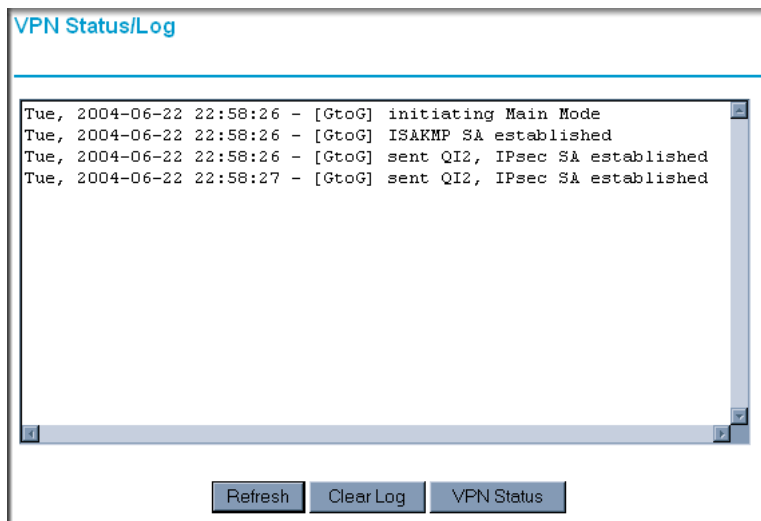 VPN Status/Log
Tue, 2004-06-22 22:58:26 - [GtoG] initiating Main Mode
Tue, 2004-06-22 22:58:26 - [GtoG] ISAKMP SA established
Tue, 2004-06-22 22:58:26 - [GtoG] sent QI2, IPsec SA established
Tue, 2004-06-22 22:58:27 - [GtoG] sent QI2, IPsec SA established
Refresh Clear Log VPN Status